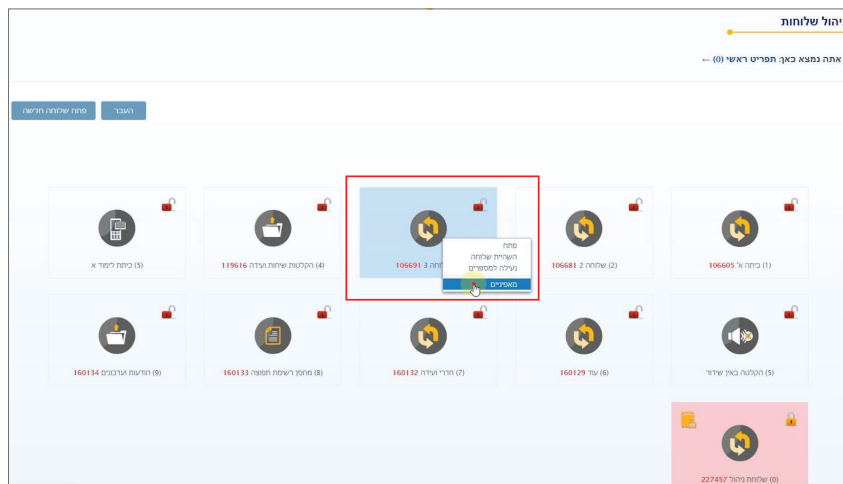 יהול שלוחות
אתה נמצא כאן: תפריט ראשי (0) ←
העבר
פתח שלוחה חדשה
(1) כיתה א' 106605
(2) שלוחה 2 106681
לוחה 3 106691
(4) הקלטות שיחות ועידה 119616
(5) כיתת לימוד א
פתח
השהיית שלוחה
נעילה למספרים
מאפיינים
(5) הקלטה באין שידור
(6) עוד 160129
(7) חדרי ועידה 160132
(8) מחסן רשימת תפוצה 160133
(9) הודעות ועדכונים 160134
(0) שלוחת ניהול 227457